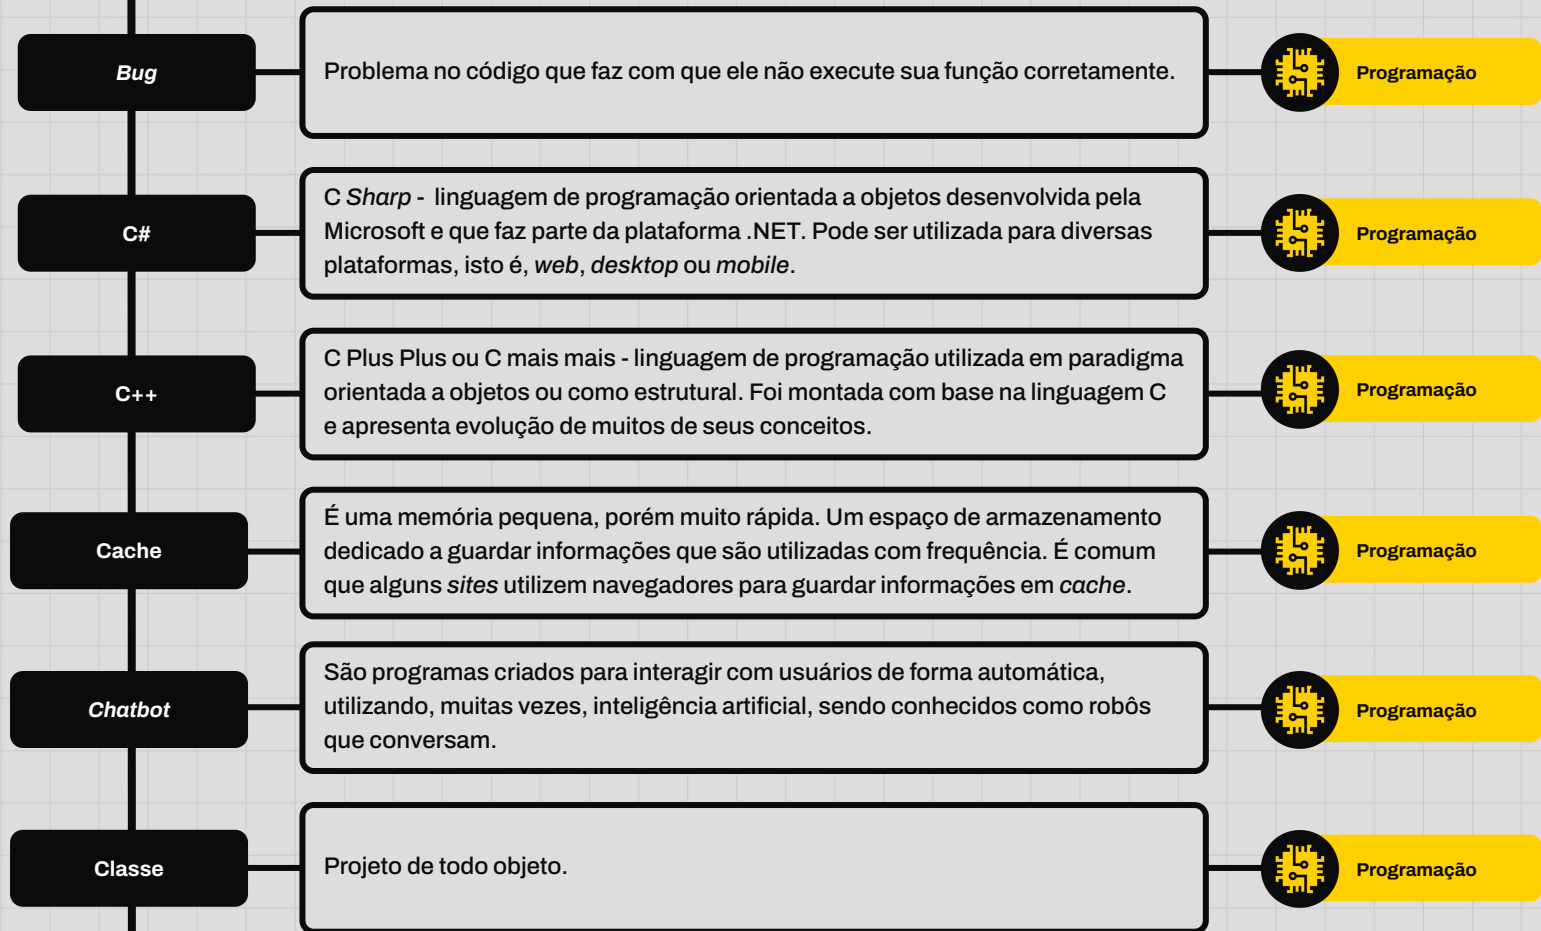 Bug
Problema no código que faz com que ele não execute sua função corretamente.
Programação
C#
C Sharp -  linguagem de programação orientada a objetos desenvolvida pela
Microsoft e que faz parte da plataforma .NET. Pode ser utilizada para diversas
plataformas, isto é, web, desktop ou mobile.
Programação
C++
C Plus Plus ou C mais mais - linguagem de programação utilizada em paradigma
orientada a objetos ou como estrutural. Foi montada com base na linguagem C
e apresenta evolução de muitos de seus conceitos.
Programação
Cache
É uma memória pequena, porém muito rápida. Um espaço de armazenamento
dedicado a guardar informações que são utilizadas com frequência. É comum
que alguns sites utilizem navegadores para guardar informações em cache.
Programação
Chatbot
São programas criados para interagir com usuários de forma automática,
utilizando, muitas vezes, inteligência artificial, sendo conhecidos como robôs
que conversam.
Programação
Classe
Projeto de todo objeto.
Programação